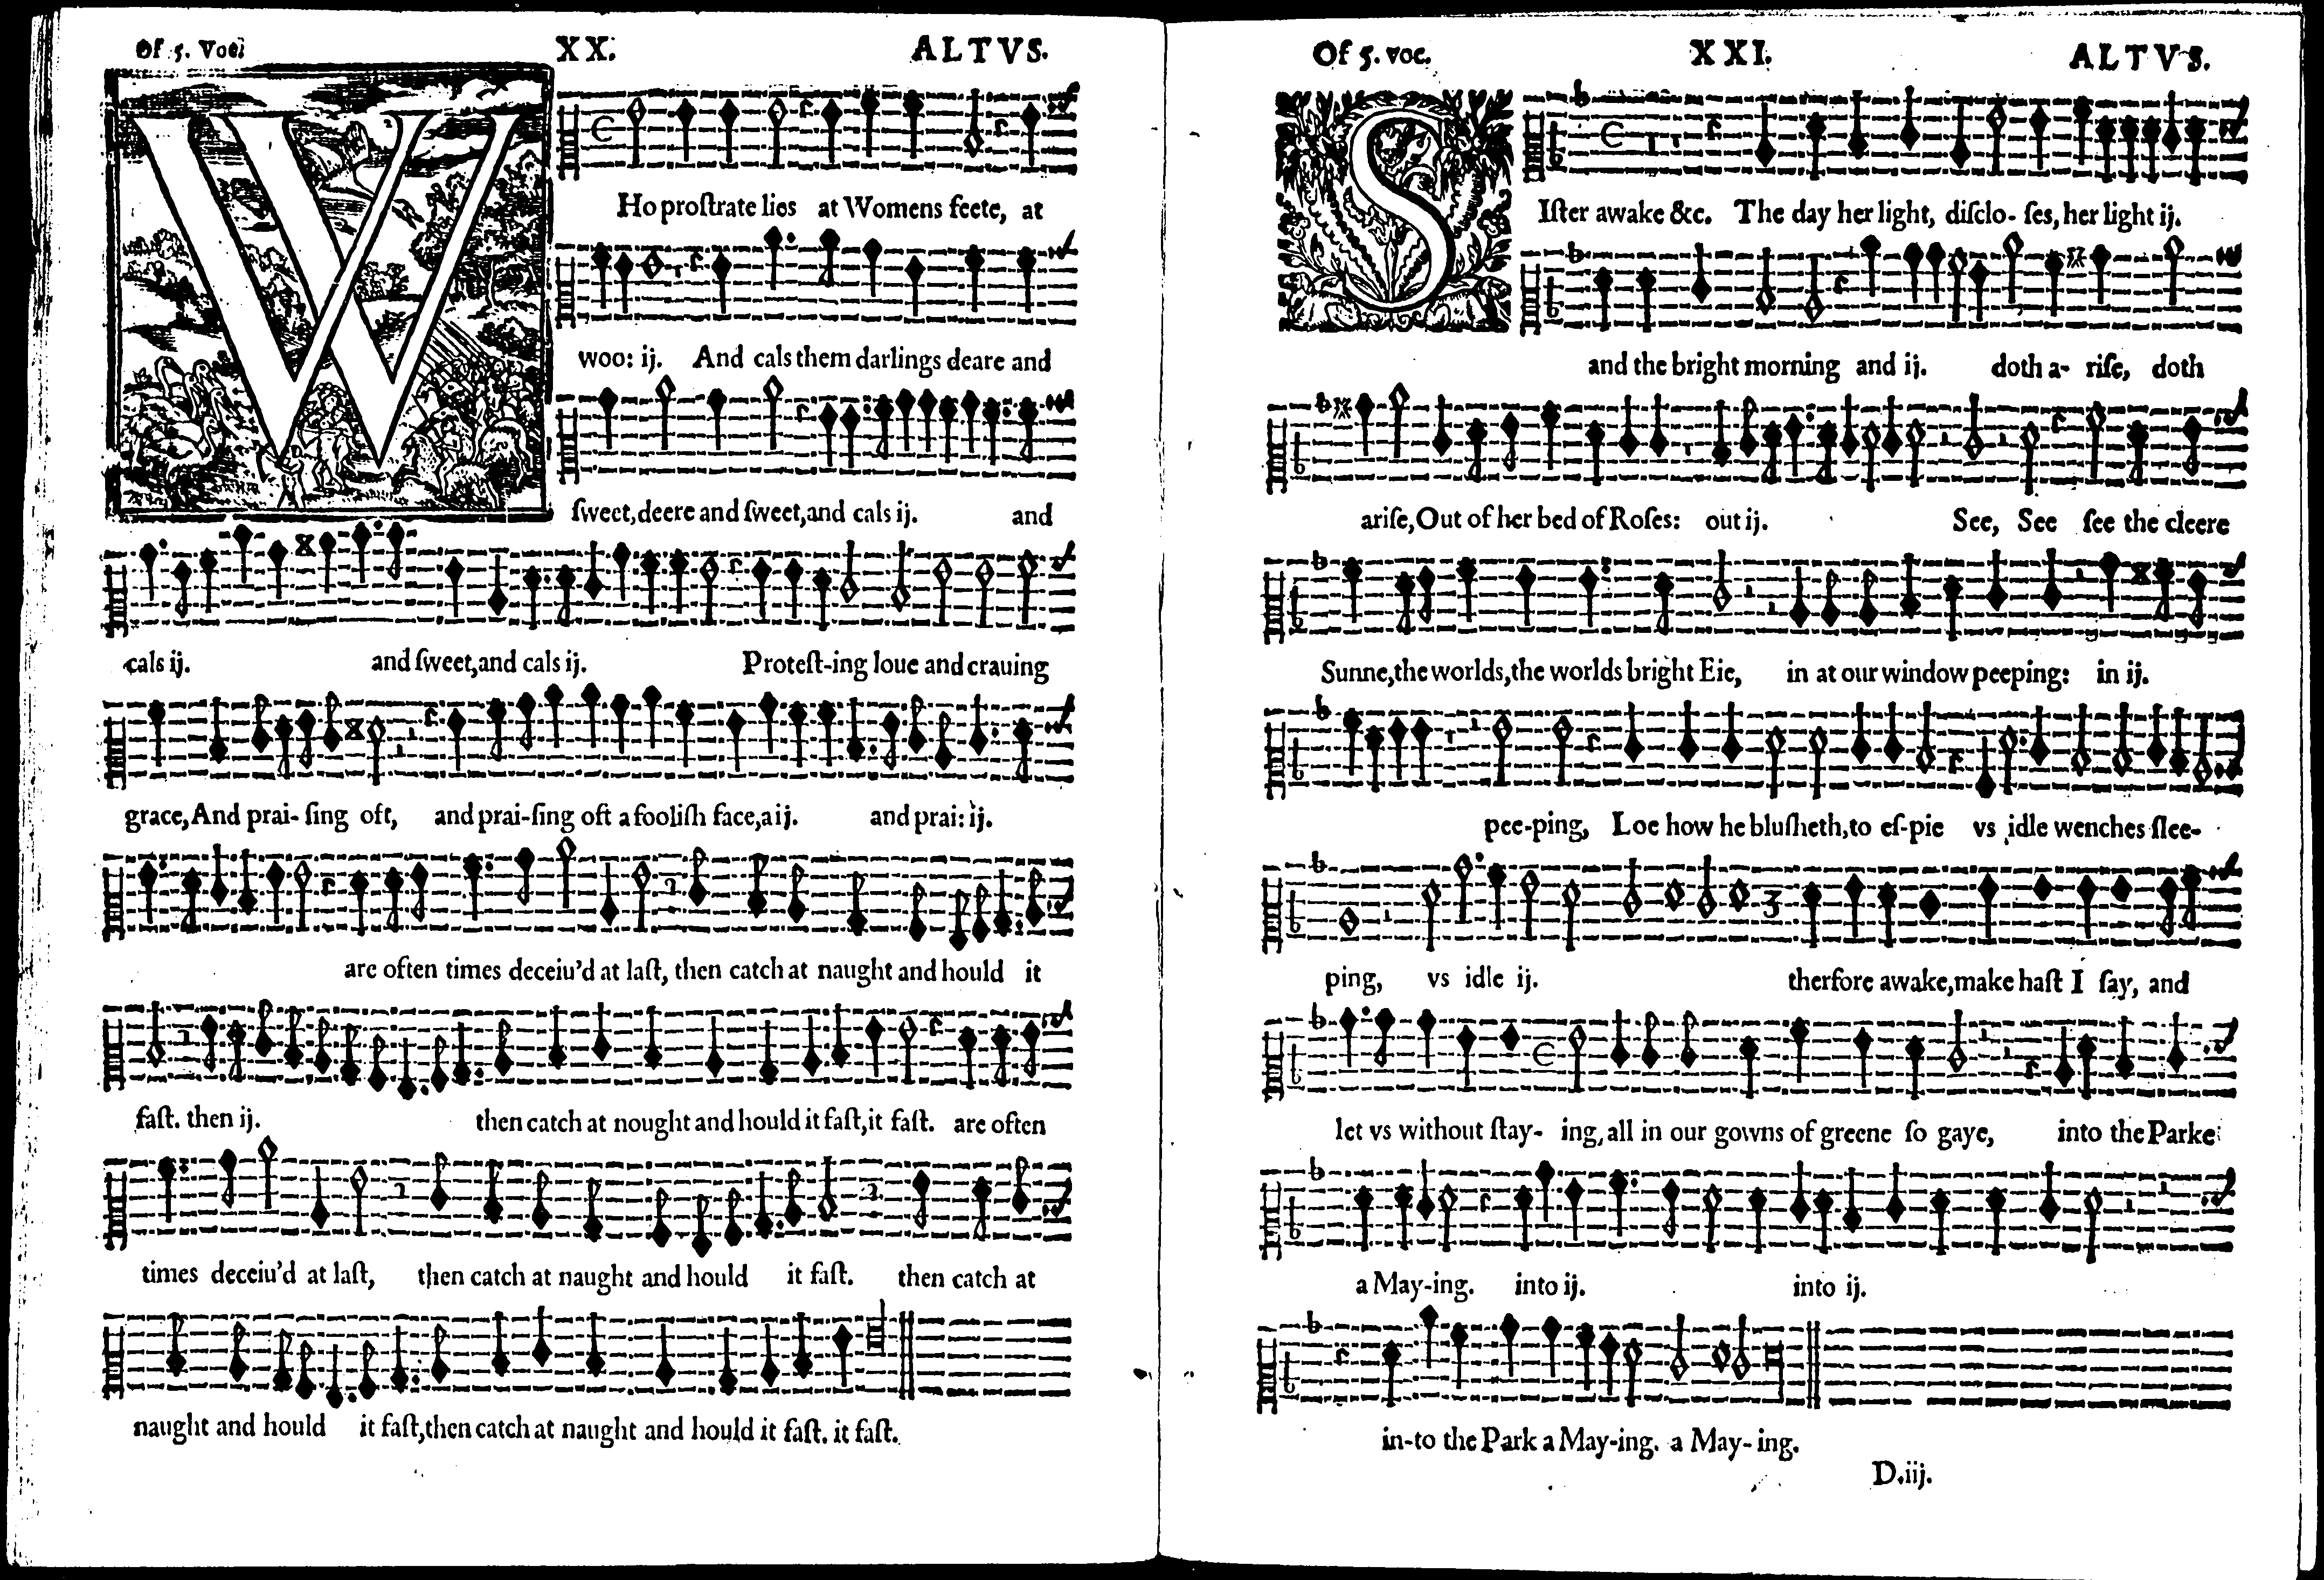 Of 5. Voc.
XX.
ALTVS.
WHo proſtrate lies at Womens feete, at
woo: ij. And cals them darlings deare and
ſweet, deere and ſweet, and cals ij. and
cals ij. and ſweet, and cals ij. Proteſt-ing loue and crauing
grace, And prai-ſing oft, and prai-ſing oft a fooliſh face, a ij. and prai: ij.
are often times deceiu'd at laſt, then catch at naught and hould it
faſt. then ij. then catch at nought and hould it faſt, it faſt. are often
times deceiu'd at laſt, then catch at naught and hould it faſt. then catch at
naught and hould it faſt, then catch at naught and hould it faſt. it faſt.
Of 5. voc.
XXI.
ALTVS.
SIſter awake &c. The day her light, diſclo- ſes, her light ij.
and the bright morning and ij. doth a- riſe, doth
ariſe, Out of her bed of Roſes: out ij. See, See ſee the cleere
Sunne, the worlds, the worlds bright Eie, in at our window peeping: in ij.
pee-ping, Loe how he bluſheth, to eſ-pie vs idle wenches ſlee-
ping, vs idle ij. therfore awake, make haſt I ſay, and
let vs without ſtay- ing, all in our gowns of greene ſo gaye, into the Parke
a May-ing. into ij. into ij.
in-to the Park a May-ing. a May- ing.
D.iij.